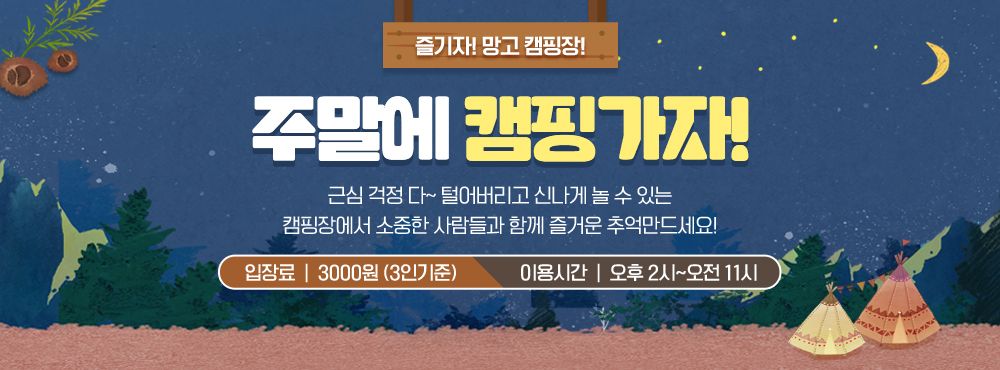 즐기자! 망고 캠핑장!
주말에 캠핑 가자!
근심 걱정 다~ 털어버리고 신나게 놀 수 있는
캠핑장에서 소중한 사람들과 함께 즐거운 추억만드세요!
입장료 | 3000원 (3인기준) 이용시간 | 오후 2시~오전 11시